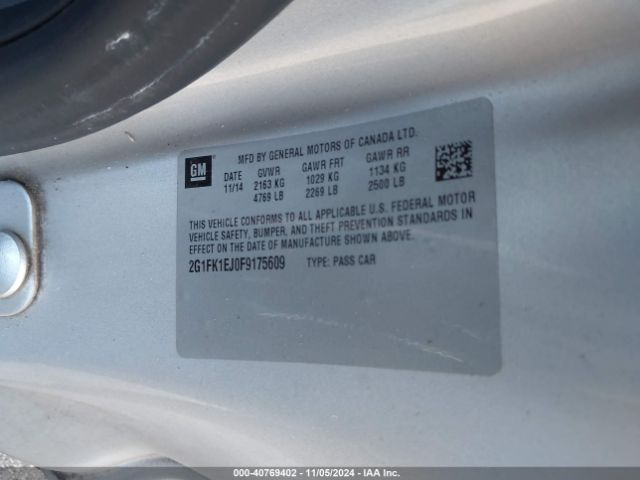 GM
MFD BY GENERAL MOTORS OF CANADA LTD.
DATE GVWR GAWR FRT GAWR RR
11/14 2163 KG 1029 KG 1134 KG
4769 LB 2269 LB 2500 LB
THIS VEHICLE CONFORMS TO ALL APPLICABLE U.S. FEDERAL MOTOR
VEHICLE SAFETY, BUMPER, AND THEFT PREVENTION STANDARDS IN
EFFECT ON THE DATE OF MANUFACTURE SHOWN ABOVE.
2G1FK1EJ0F9175609 TYPE: PASS CAR
000-40769402 - 11/05/2024 - IAA Inc.